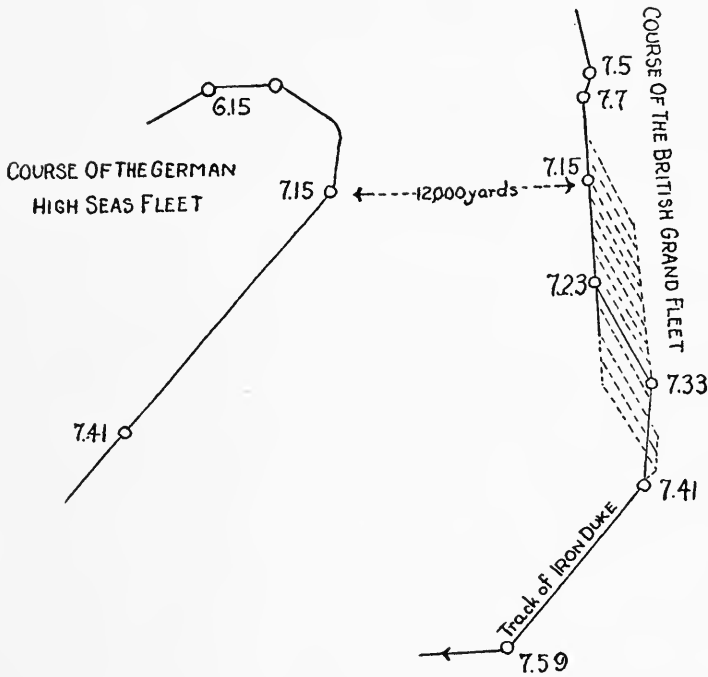 6.15
COURSE OF THE GERMAN
HIGH SEAS FLEET
7.15
12,000 yards
7.41
7.5
7.7
7.15
7.23
7.33
7.41
7.59
COURSE OF THE BRITISH GRAND FLEET
Track of IRON DUKE